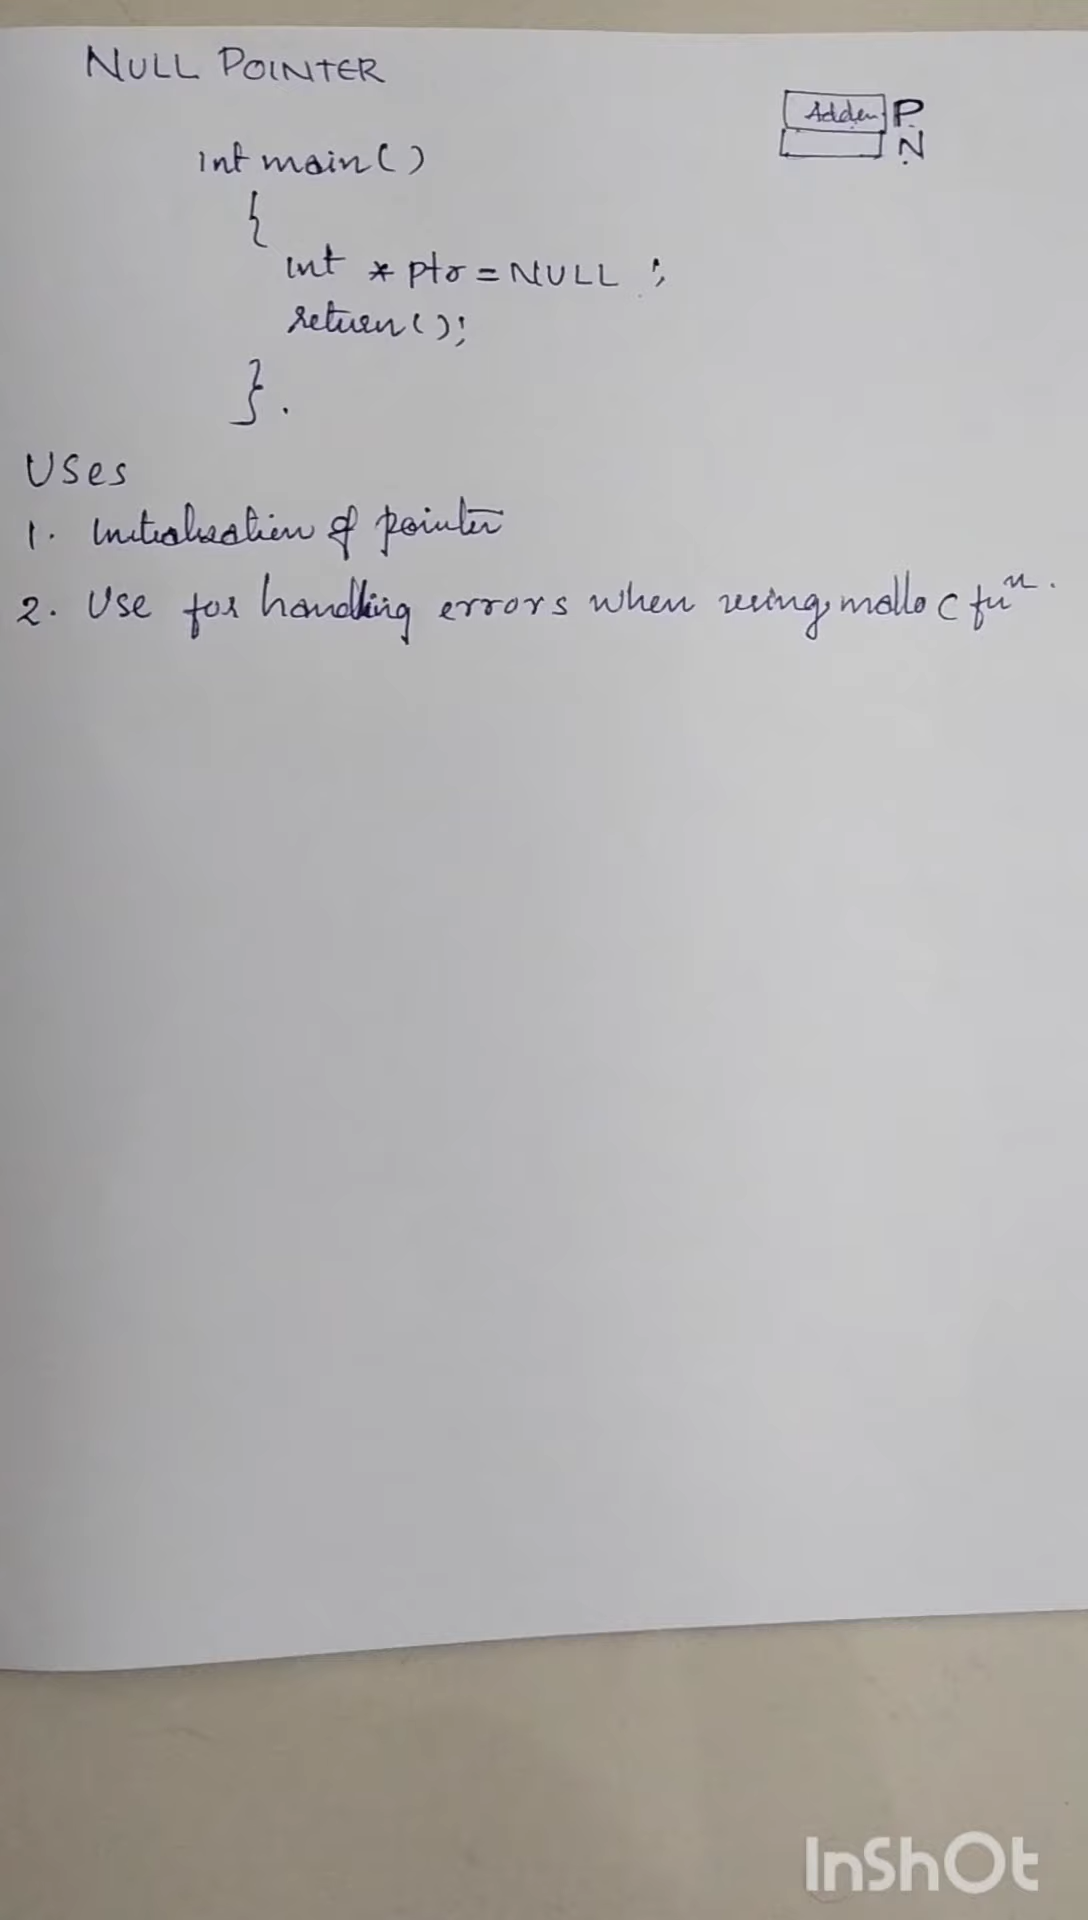 NULL POINTER
Addr. P
N
int main()
{
int *ptr = NULL ;
return();
}.
Uses
1. Initialisation of pointer
2. Use for handling errors when using malloc fuⁿ.
InShOt